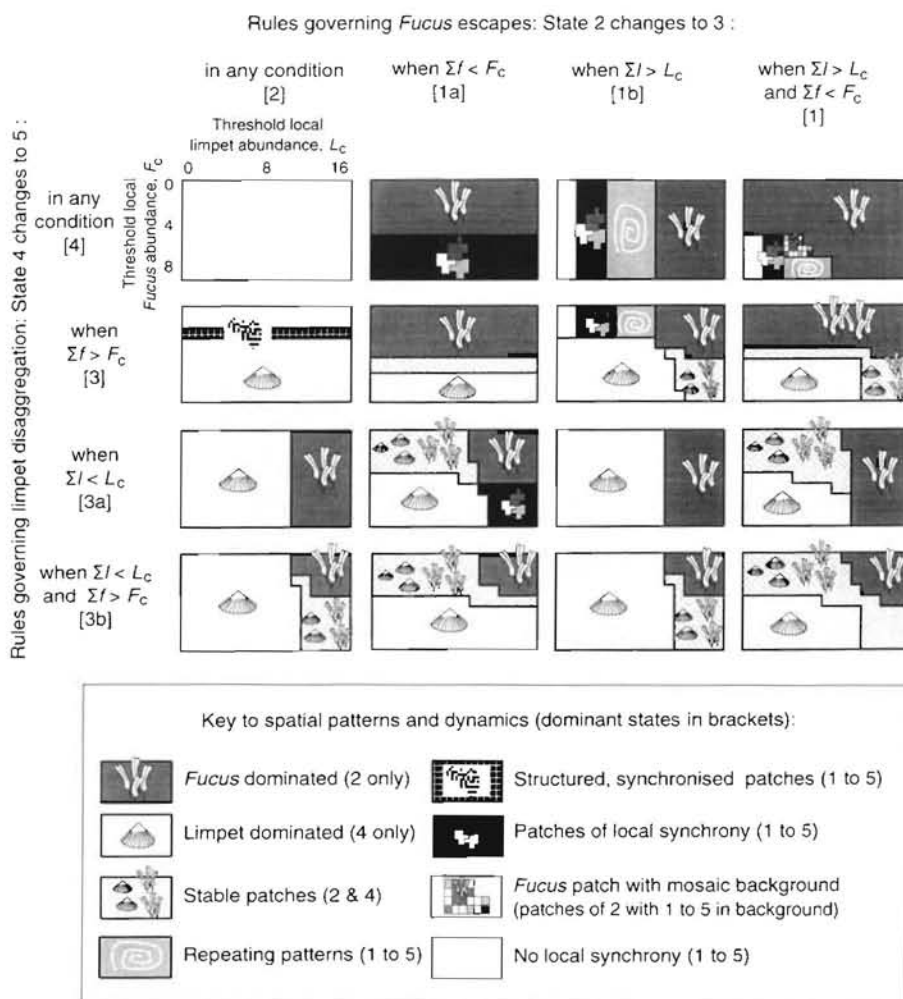 Rules governing Fucus escapes: State 2 changes to 3 :
in any condition
[2]
when Σf < Fc
[1a]
when Σl > Lc
[1b]
when Σl > Lc
and Σf < Fc
[1]
Rules governing limpet disaggregation: State 4 changes to 5 :
Threshold local
limpet abundance, Lc
0 8 16
Threshold local
Fucus abundance, Fc
0
4
8
in any
condition
[4]
when
Σf > Fc
[3]
when
Σl < Lc
[3a]
when Σl < Lc
and Σf > Fc
[3b]
Key to spatial patterns and dynamics (dominant states in brackets):
Fucus dominated (2 only)
Limpet dominated (4 only)
Stable patches (2 & 4)
Repeating patterns (1 to 5)
Structured, synchronised patches (1 to 5)
Patches of local synchrony (1 to 5)
Fucus patch with mosaic background
(patches of 2 with 1 to 5 in background)
No local synchrony (1 to 5)